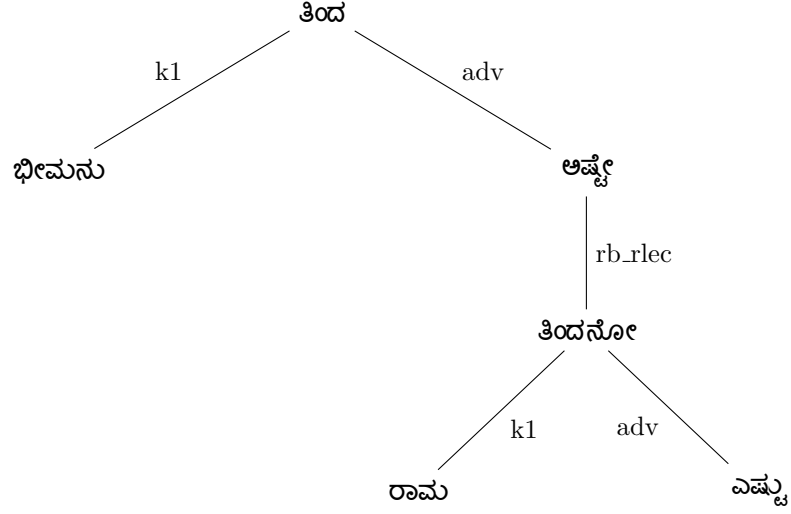 ತಿಂದ
k1 adv
ಭೀಮನು ಅಷ್ಟೇ
rb_rlec
ತಿಂದನೋ
k1 adv
ರಾಮ ಎಷ್ಟು